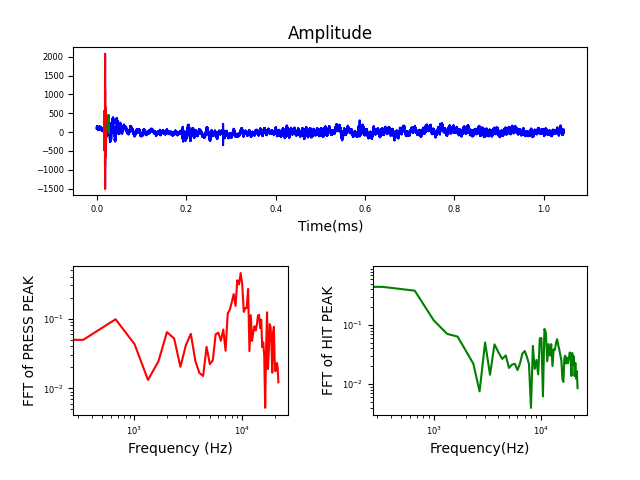 Amplitude
2000
1500
1000
500
0
−500
−1000
−1500
0.0 0.2 0.4 0.6 0.8 1.0
Time(ms)
FFT of PRESS PEAK
10⁻¹
10⁻²
10³ 10⁴
Frequency (Hz)
FFT of HIT PEAK
10⁻¹
10⁻²
10³ 10⁴
Frequency(Hz)